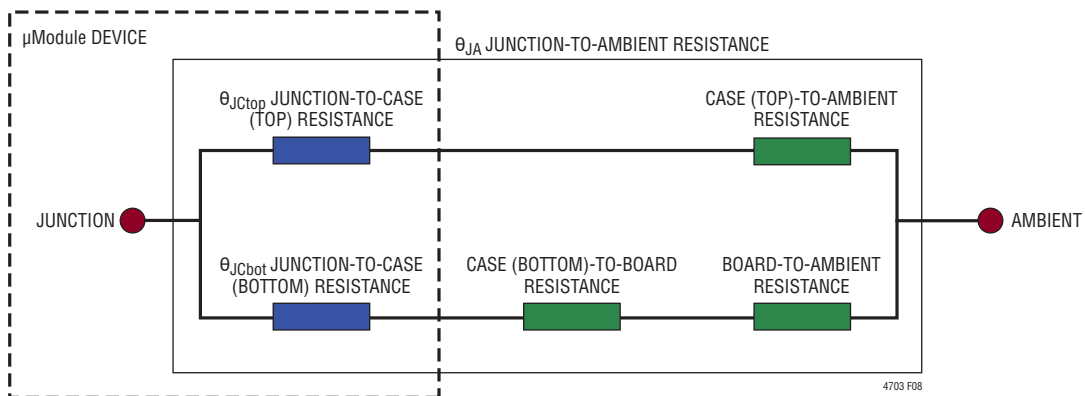 µModule DEVICE
θJA JUNCTION-TO-AMBIENT RESISTANCE
θJCtop JUNCTION-TO-CASE
(TOP) RESISTANCE
CASE (TOP)-TO-AMBIENT
RESISTANCE
JUNCTION
AMBIENT
θJCbot JUNCTION-TO-CASE
(BOTTOM) RESISTANCE
CASE (BOTTOM)-TO-BOARD
RESISTANCE
BOARD-TO-AMBIENT
RESISTANCE
4703 F08